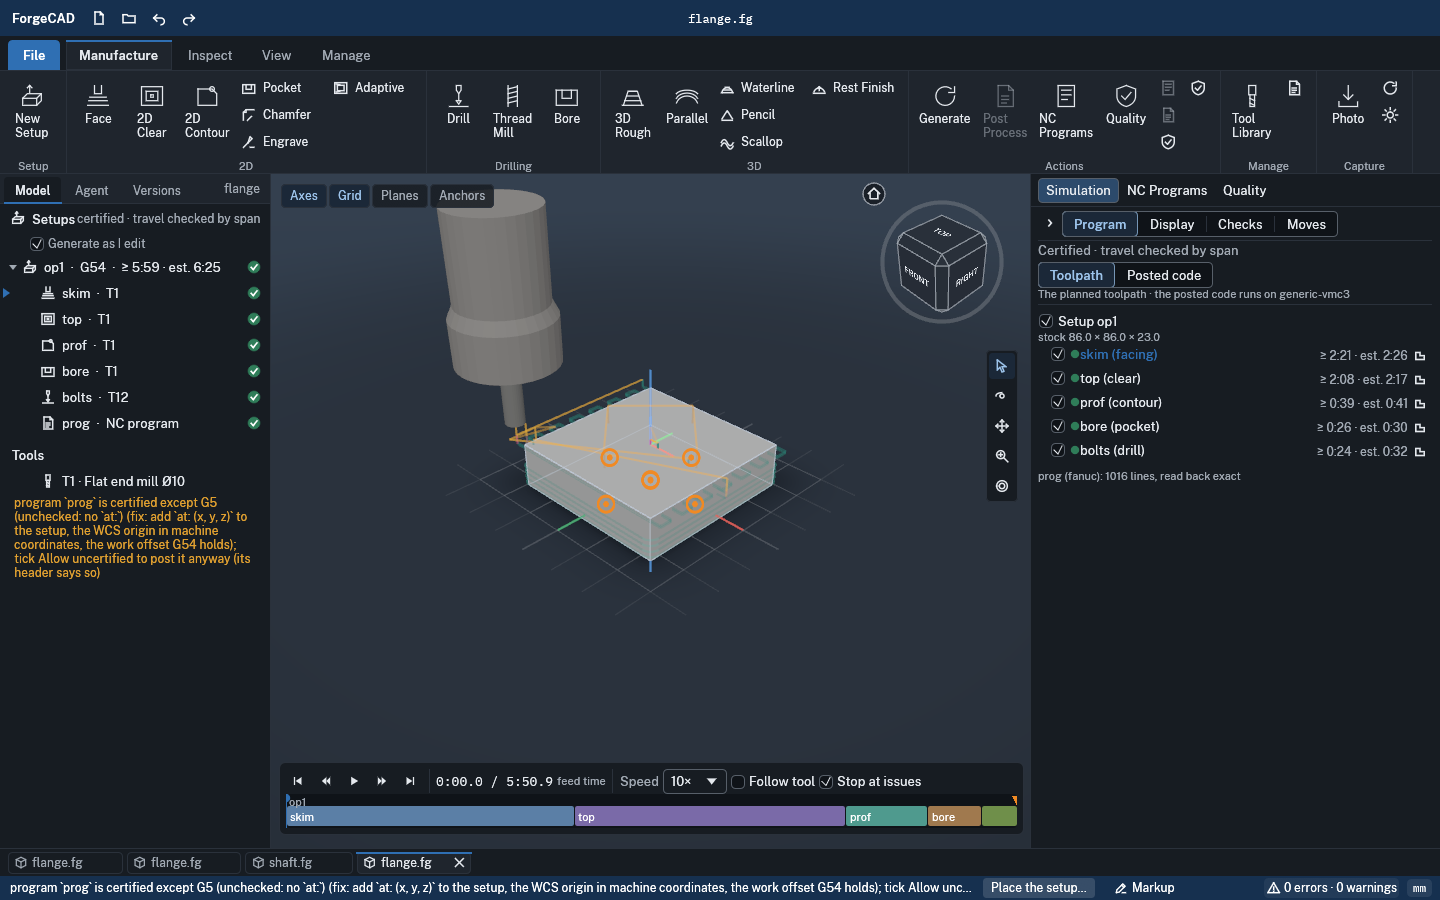 ForgeCAD
flange.fg
File
Manufacture
Inspect
View
Manage
New Setup
Setup
Face
2D Clear
2D Contour
Pocket
Chamfer
Engrave
Adaptive
2D
Drill
Thread Mill
Bore
Drilling
3D Rough
Parallel
Waterline
Pencil
Scallop
Rest Finish
3D
Generate
Post Process
NC Programs
Quality
Actions
Tool Library
Manage
Photo
Capture
Model
Agent
Versions
flange
Setups
certified · travel checked by span
Generate as I edit
op1 · G54 · ≥ 5:59 · est. 6:25
skim · T1
top · T1
prof · T1
bore · T1
bolts · T12
prog · NC program
Tools
T1 · Flat end mill Ø10
program `prog` is certified except G5
(unchecked: no `at:`) (fix: add `at: (x, y, z)` to
the setup, the WCS origin in machine
coordinates, the work offset G54 holds);
tick Allow uncertified to post it anyway (its
header says so)
Axes
Grid
Planes
Anchors
TOP
FRONT
RIGHT
0:00.0 / 5:50.9 feed time
Speed
10×
Follow tool
Stop at issues
op1
skim
top
prof
bore
Simulation
NC Programs
Quality
Program
Display
Checks
Moves
Certified · travel checked by span
Toolpath
Posted code
The planned toolpath · the posted code runs on generic-vmc3
Setup op1
stock 86.0 × 86.0 × 23.0
skim (facing) ≥ 2:21 · est. 2:26
top (clear) ≥ 2:08 · est. 2:17
prof (contour) ≥ 0:39 · est. 0:41
bore (pocket) ≥ 0:26 · est. 0:30
bolts (drill) ≥ 0:24 · est. 0:32
prog (fanuc): 1016 lines, read back exact
flange.fg
flange.fg
shaft.fg
flange.fg
program `prog` is certified except G5 (unchecked: no `at:`) (fix: add `at: (x, y, z)` to the setup, the WCS origin in machine coordinates, the work offset G54 holds); tick Allow unc...
Place the setup...
Markup
0 errors · 0 warnings
mm